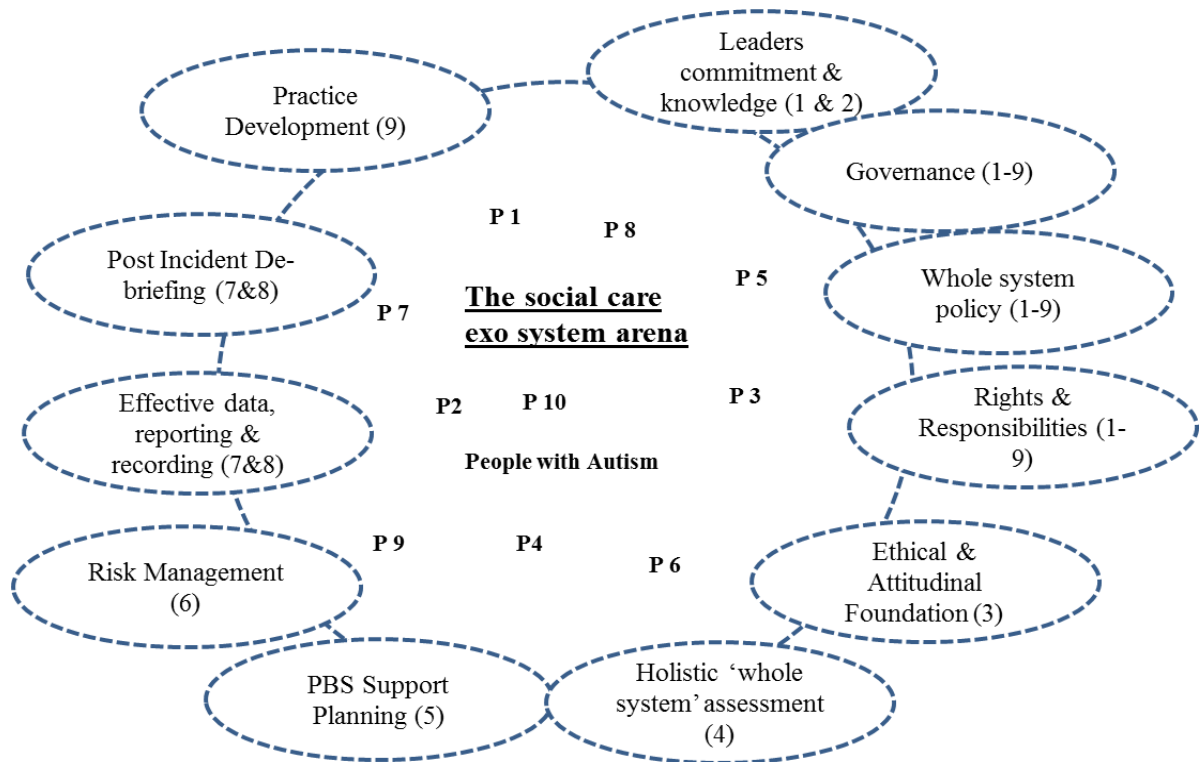 Leaders
commitment &
knowledge (1 & 2)
Practice
Development (9)
Governance (1-9)
P 1
P 8
Post Incident De-
briefing (7&8)
Whole system
policy (1-9)
P 5
P 7
The social care
exo system arena
Effective data,
reporting &
recording (7&8)
P2
P 10
P 3
Rights &
Responsibilities (1-
9)
People with Autism
P 9
P4
P 6
Risk Management
(6)
Ethical &
Attitudinal
Foundation (3)
PBS Support
Planning (5)
Holistic ‘whole
system’ assessment
(4)